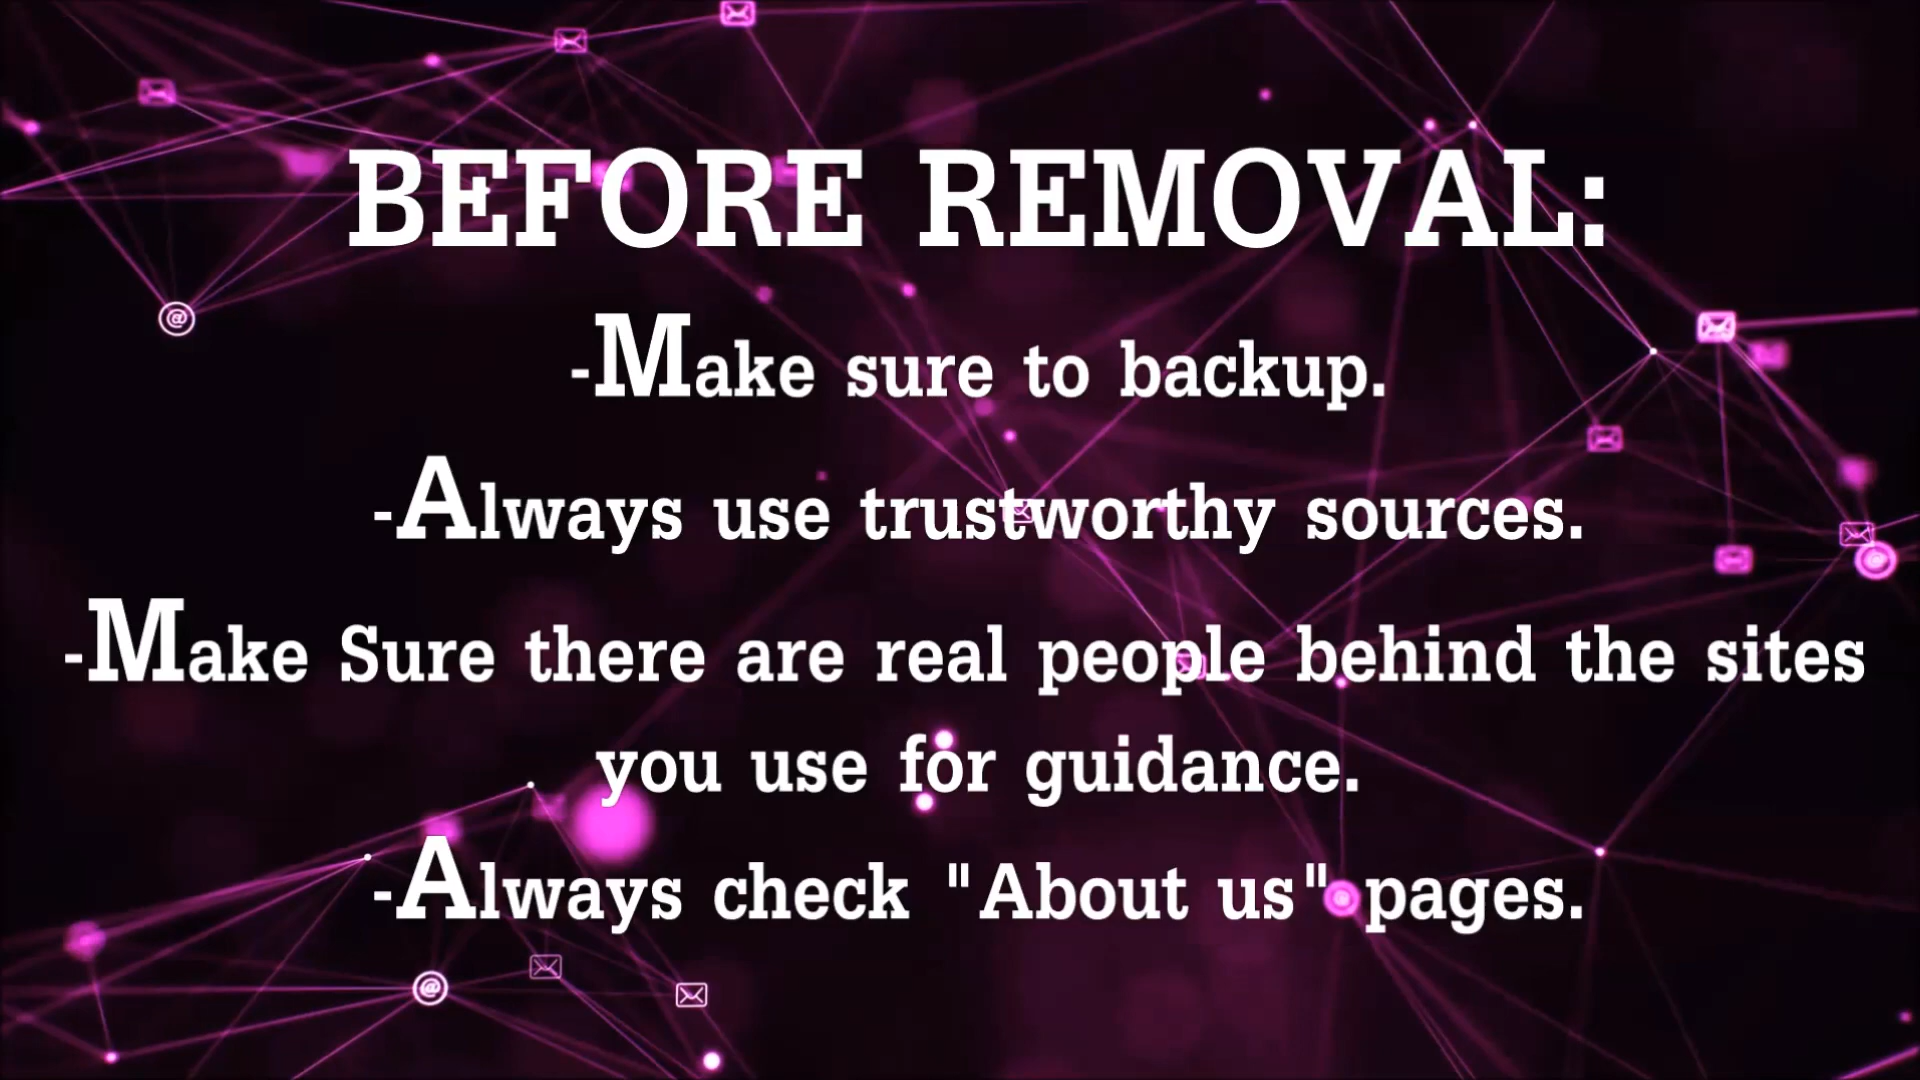 BEFORE REMOVAL:
-Make sure to backup.
-Always use trustworthy sources.
-Make Sure there are real people behind the sites
you use for guidance.
-Always check "About us" pages.